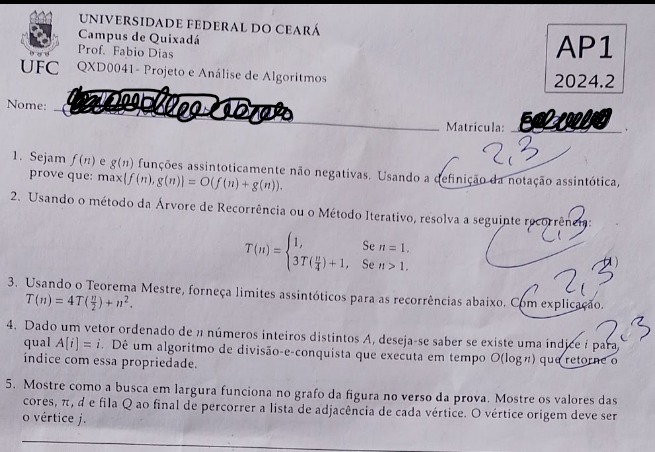 UNIVERSIDADE FEDERAL DO CEARÁ
Campus de Quixadá
Prof. Fabio Dias
QXD0041- Projeto e Análise de Algoritmos
UFC
AP1
2024.2
Nome:
Matricula:
2,3
1. Sejam f(n) e g(n) funções assintoticamente não negativas. Usando a definição da notação assintótica,
prove que: max{f(n), g(n)} = O(f(n) + g(n)).
2. Usando o método da Árvore de Recorrência ou o Método Iterativo, resolva a seguinte recorrência:
2,3
T(n) = { 1, Se n = 1.
3T(n/4) + 1, Se n > 1.
2,3
3. Usando o Teorema Mestre, forneça limites assintóticos para as recorrências abaixo. Com explicação.
T(n) = 4T(n/2) + n².
2,3
4. Dado um vetor ordenado de n números inteiros distintos A, deseja-se saber se existe uma indice i para
qual A[i] = i. Dê um algoritmo de divisão-e-conquista que executa em tempo O(log n) que retorne o
indice com essa propriedade.
5. Mostre como a busca em largura funciona no grafo da figura no verso da prova. Mostre os valores das
cores, π, d e fila Q ao final de percorrer a lista de adjacência de cada vértice. O vértice origem deve ser
o vértice j.